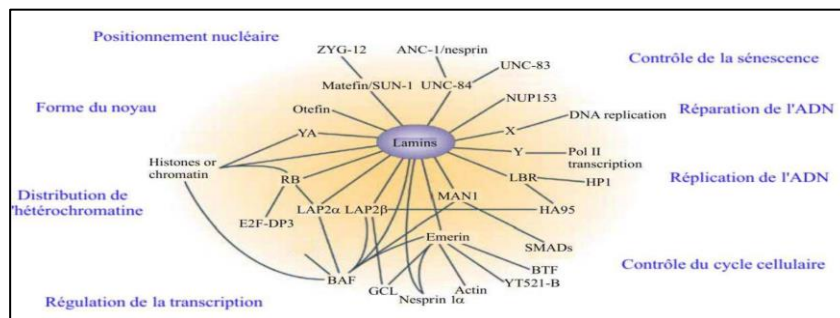 Positionnement nucléaire
ZYG-12
ANC-1/nesprin
UNC-83
Contrôle de la sénescence
Matefin/SUN-1
UNC-84
NUP153
Forme du noyau
Otefin
X
DNA replication
Réparation de l'ADN
YA
Lamins
Y
Pol II
transcription
Histones or
chromatin
RB
LBR
HP1
Réplication de l'ADN
Distribution de
l'hétérochromatine
MAN1
E2F-DP3
LAP2α
LAP2β
HA95
Emerin
SMADs
BTF
Contrôle du cycle cellulaire
BAF
YT521-B
GCL
Nesprin 1α
Actin
Régulation de la transcription